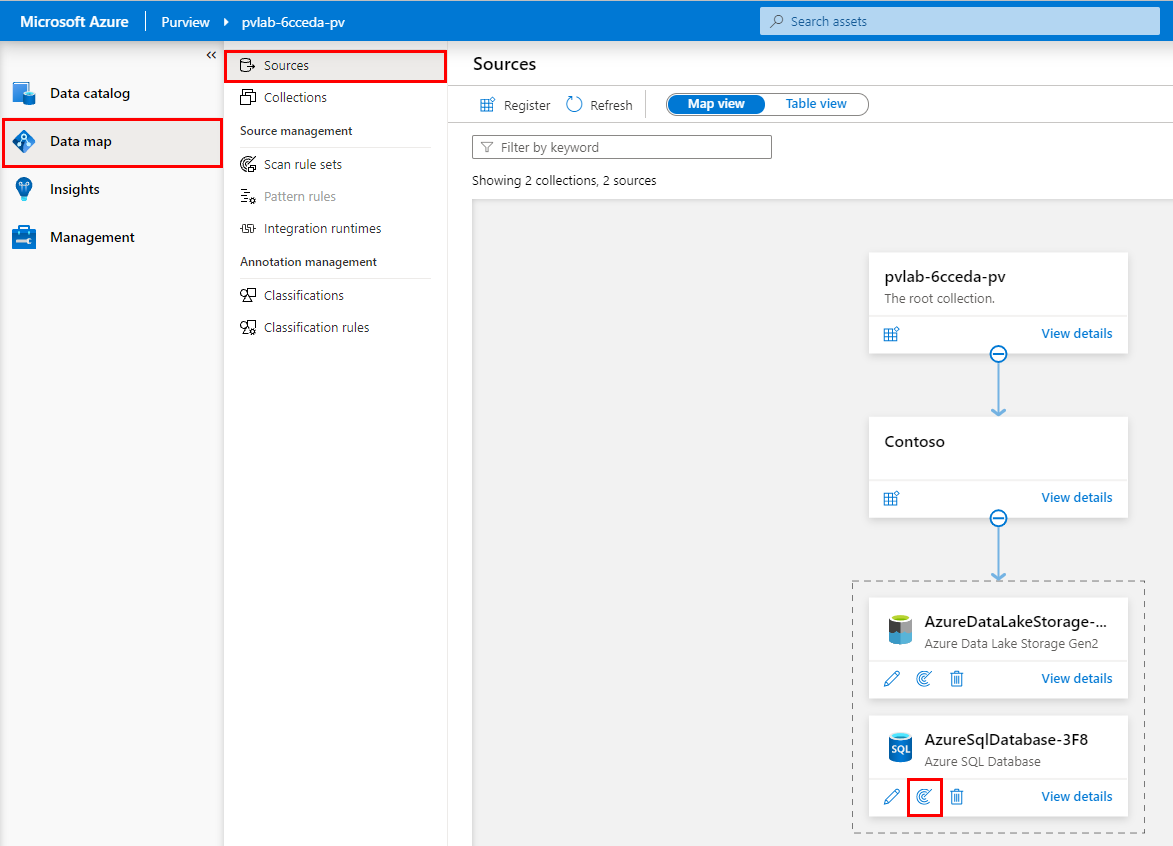 Microsoft Azure Purview pvlab-6cceda-pv Search assets
Data catalog
Data map
Insights
Management
Sources
Collections
Source management
Scan rule sets
Pattern rules
Integration runtimes
Annotation management
Classifications
Classification rules
Sources
Register Refresh Map view Table view
Filter by keyword
Showing 2 collections, 2 sources
pvlab-6cceda-pv
The root collection.
View details
Contoso
View details
AzureDataLakeStorage-...
Azure Data Lake Storage Gen2
View details
SQL AzureSqlDatabase-3F8
Azure SQL Database
View details